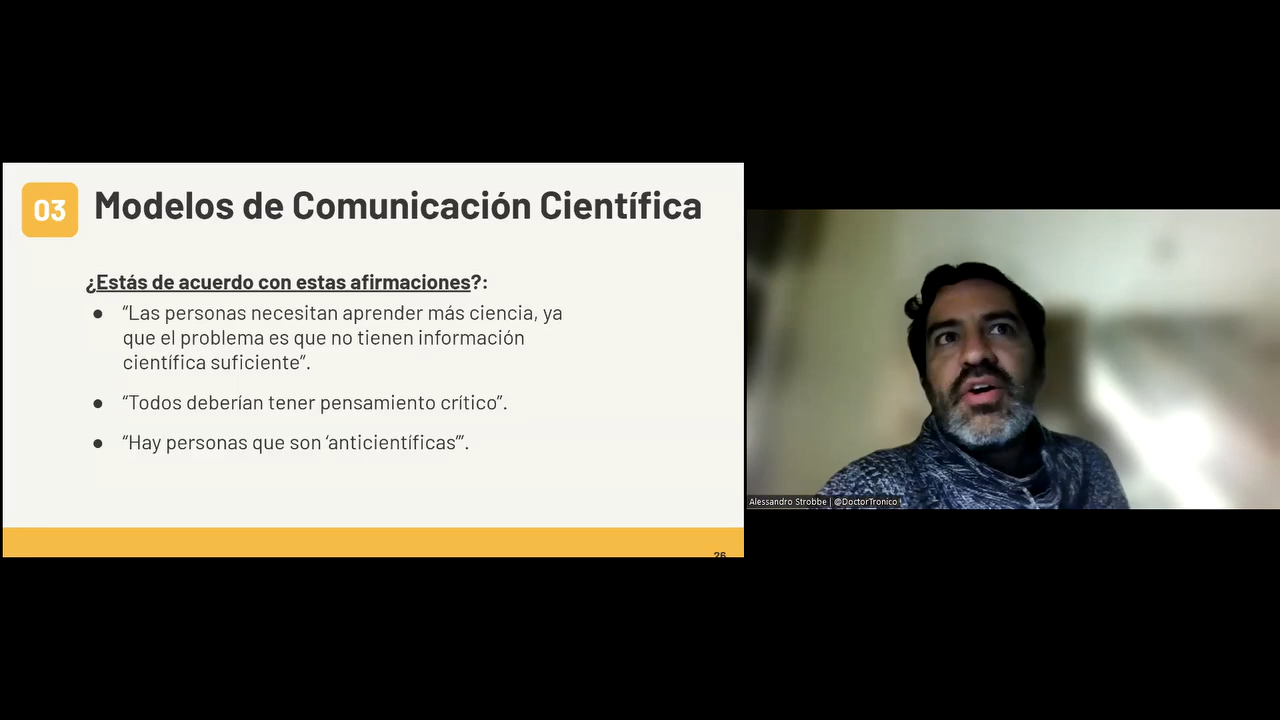 03 Modelos de Comunicación Científica
¿Estás de acuerdo con estas afirmaciones?:
● “Las personas necesitan aprender más ciencia, ya
que el problema es que no tienen información
científica suficiente”.
● “Todos deberían tener pensamiento crítico”.
● “Hay personas que son ‘anticientíficas’”.
26
Alessandro Strobbe | @DoctorTronico